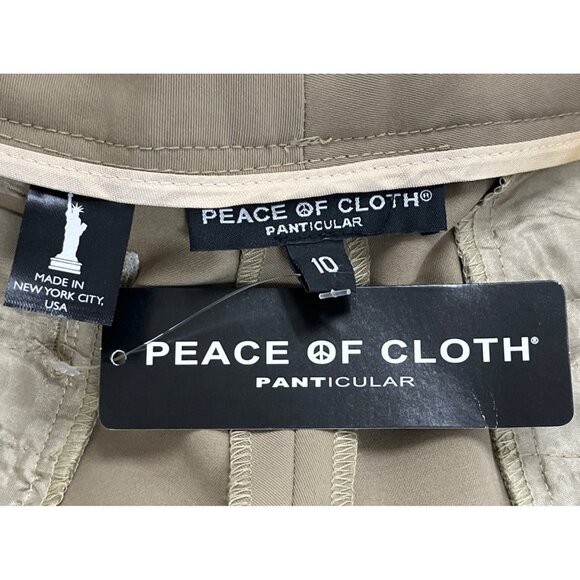 PEACE OF CLOTH®
PANTICULAR
10
MADE IN
NEW YORK CITY,
USA
PEACE OF CLOTH®
PANTICULAR